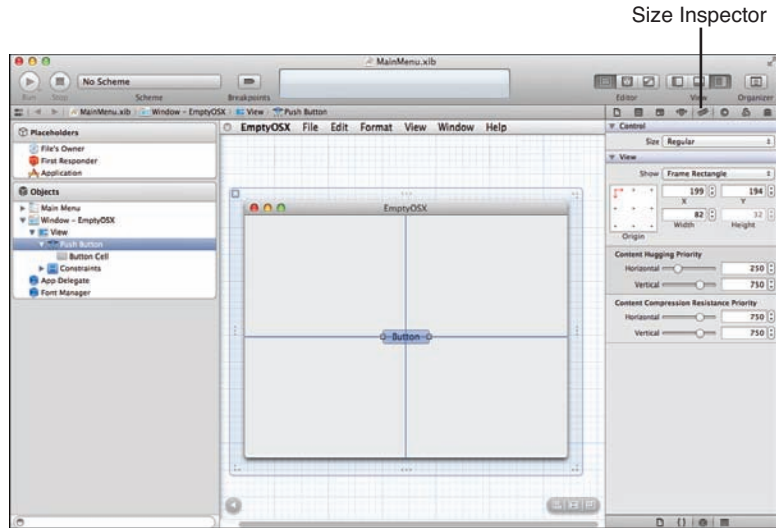 Size Inspector
MainMenu.xib
No Scheme
Run Stop Scheme Breakpoints Editor View Organizer
MainMenu.xib Window – EmptyOSX View Push Button
Placeholders
File's Owner
First Responder
Application
Objects
Main Menu
Window – EmptyOSX
View
Push Button
Button Cell
Constraints
App Delegate
Font Manager
EmptyOSX File Edit Format View Window Help
EmptyOSX
Button
Control
Size Regular
View
Show Frame Rectangle
199 194
X Y
82 32
Width Height
Origin
Content Hugging Priority
Horizontal 250
Vertical 750
Content Compression Resistance Priority
Horizontal 750
Vertical 750